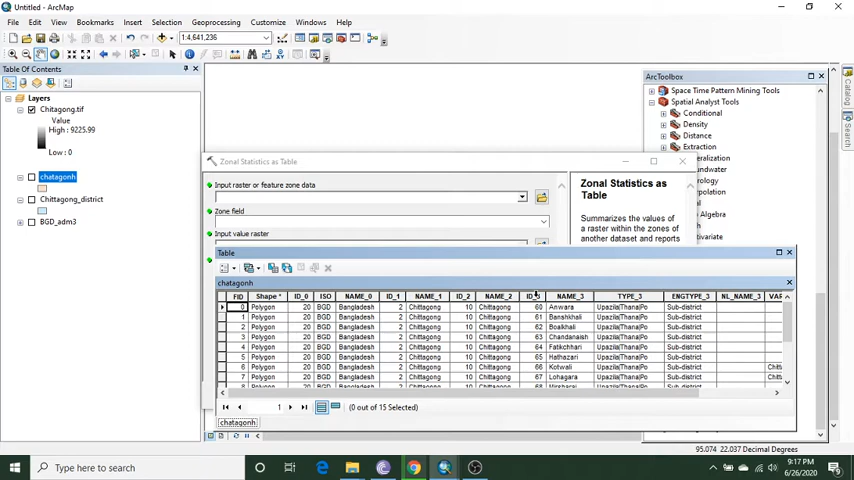 Untitled - ArcMap
File Edit View Bookmarks Insert Selection Geoprocessing Customize Windows Help
1:4,641,236
Table Of Contents
Layers
Chitagong.tif
Value
High : 9225.99
Low : 0
chatagonh
Chittagong_district
BGD_adm3
ArcToolbox
Space Time Pattern Mining Tools
Spatial Analyst Tools
Conditional
Density
Distance
Extraction
Catalog
Search
Zonal Statistics as Table
Input raster or feature zone data
Zone field
Input value raster
Zonal Statistics as Table
Summarizes the values of a raster within the zones of another dataset and reports
Table
chatagonh
FID Shape * ID_0 ISO NAME_0 ID_1 NAME_1 ID_2 NAME_2 NAME_3 TYPE_3 ENGTYPE_3 NL_NAME_3
0 Polygon 20 BGD Bangladesh 2 Chittagong 10 Chittagong 60 Anwara Upazila|Thana|Po Sub-district
1 Polygon 20 BGD Bangladesh 2 Chittagong 10 Chittagong 61 Banshkhali Upazila|Thana|Po Sub-district
2 Polygon 20 BGD Bangladesh 2 Chittagong 10 Chittagong 62 Boalkhali Upazila|Thana|Po Sub-district
3 Polygon 20 BGD Bangladesh 2 Chittagong 10 Chittagong 63 Chandanaish Upazila|Thana|Po Sub-district
4 Polygon 20 BGD Bangladesh 2 Chittagong 10 Chittagong 64 Fatikchhari Upazila|Thana|Po Sub-district
5 Polygon 20 BGD Bangladesh 2 Chittagong 10 Chittagong 65 Hathazari Upazila|Thana|Po Sub-district
6 Polygon 20 BGD Bangladesh 2 Chittagong 10 Chittagong 66 Kotwali Upazila|Thana|Po Sub-district
7 Polygon 20 BGD Bangladesh 2 Chittagong 10 Chittagong 67 Lohagara Upazila|Thana|Po Sub-district
1 (0 out of 15 Selected)
chatagonh
95.074 22.037 Decimal Degrees
Type here to search
9:17 PM
6/26/2020